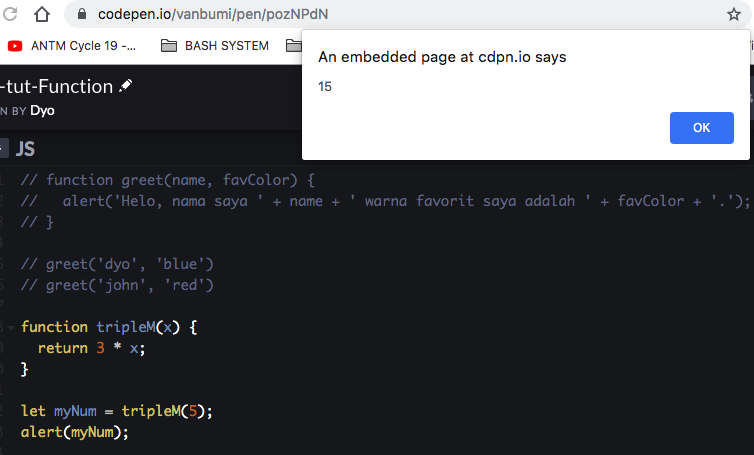 codepen.io/vanbumi/pen/pozNPdN
ANTM Cycle 19 -...
BASH SYSTEM
An embedded page at cdpn.io says
15
OK
-tut-Function
N BY Dyo
JS
// function greet(name, favColor) {
//   alert('Helo, nama saya ' + name + ' warna favorit saya adalah ' + favColor + '.');
// }
// greet('dyo', 'blue')
// greet('john', 'red')
function tripleM(x) {
  return 3 * x;
}
let myNum = tripleM(5);
alert(myNum);